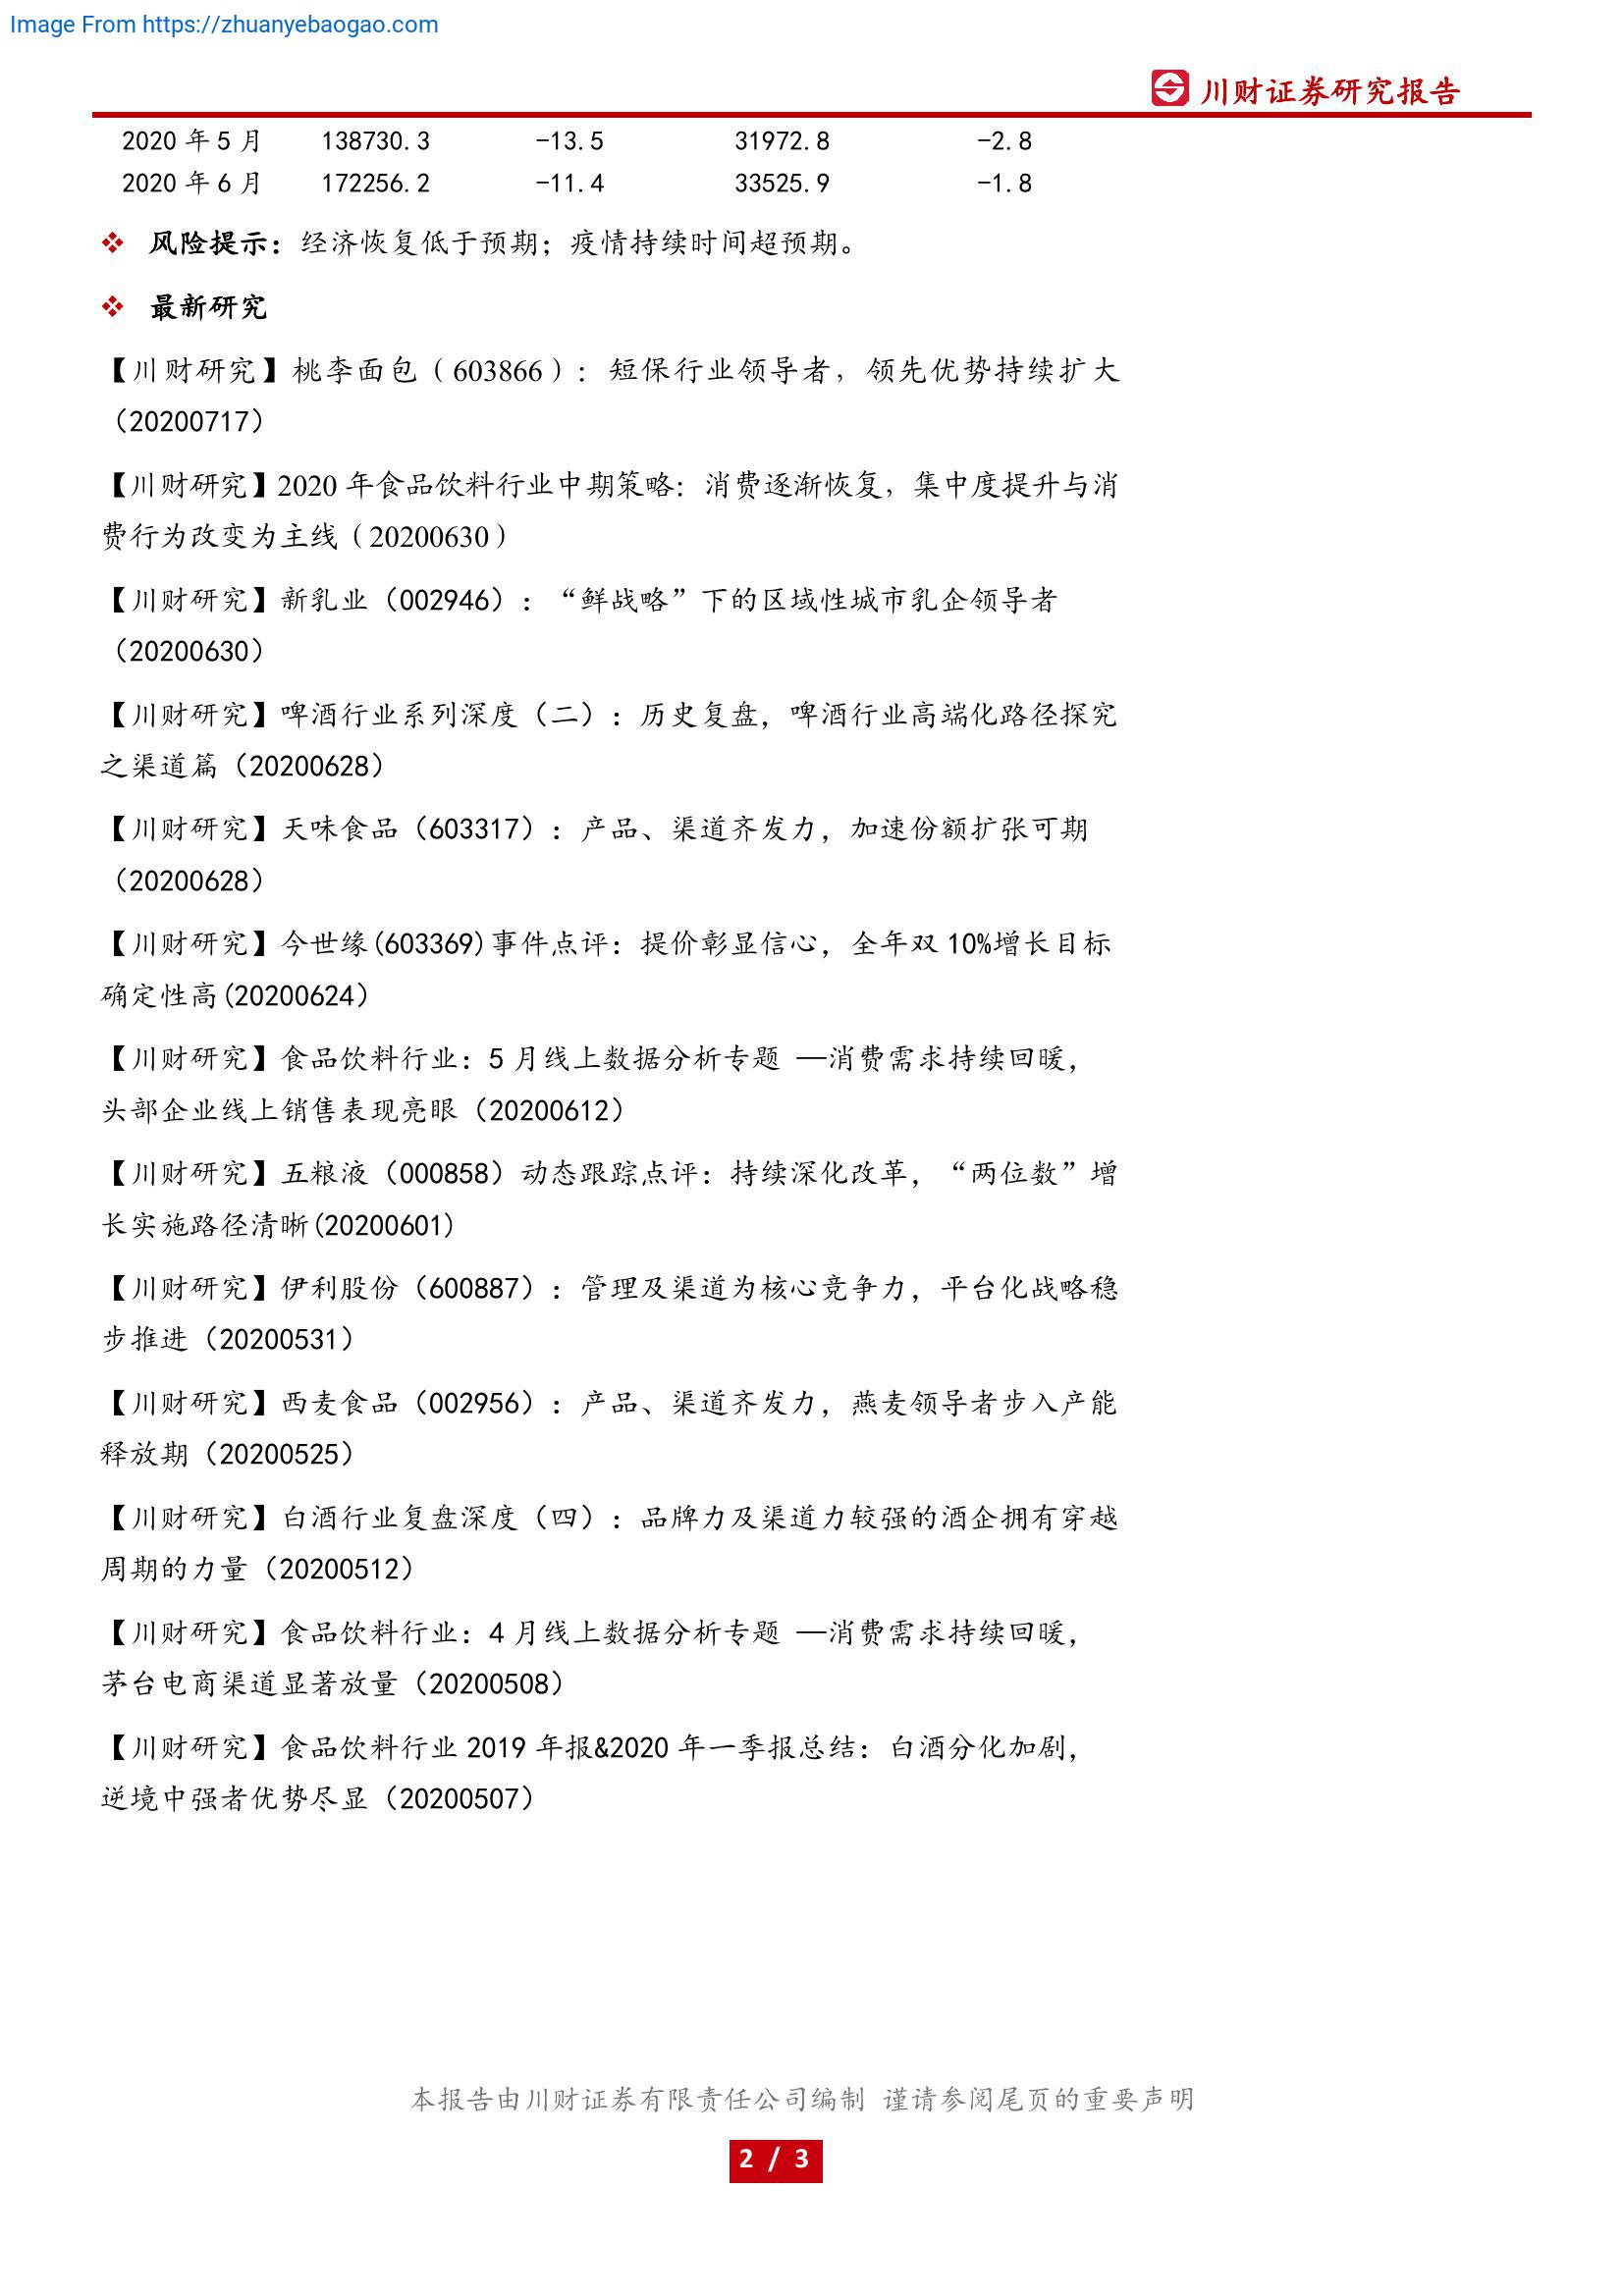 Image From https://zhuanyebaogao.com
川财证券研究报告
2020 年 5 月 138730.3 -13.5 31972.8 -2.8
2020 年 6 月 172256.2 -11.4 33525.9 -1.8
❖ 风险提示：经济恢复低于预期；疫情持续时间超预期。
❖ 最新研究
【川财研究】桃李面包（603866）：短保行业领导者，领先优势持续扩大
（20200717）
【川财研究】2020 年食品饮料行业中期策略：消费逐渐恢复，集中度提升与消
费行为改变为主线（20200630）
【川财研究】新乳业（002946）：“鲜战略”下的区域性城市乳企领导者
（20200630）
【川财研究】啤酒行业系列深度（二）：历史复盘，啤酒行业高端化路径探究
之渠道篇（20200628）
【川财研究】天味食品（603317）：产品、渠道齐发力，加速份额扩张可期
（20200628）
【川财研究】今世缘(603369)事件点评：提价彰显信心，全年双 10%增长目标
确定性高(20200624）
【川财研究】食品饮料行业：5 月线上数据分析专题 —消费需求持续回暖，
头部企业线上销售表现亮眼（20200612）
【川财研究】五粮液（000858）动态跟踪点评：持续深化改革，“两位数”增
长实施路径清晰(20200601)
【川财研究】伊利股份（600887）：管理及渠道为核心竞争力，平台化战略稳
步推进（20200531）
【川财研究】西麦食品（002956）：产品、渠道齐发力，燕麦领导者步入产能
释放期（20200525）
【川财研究】白酒行业复盘深度（四）：品牌力及渠道力较强的酒企拥有穿越
周期的力量（20200512）
【川财研究】食品饮料行业：4 月线上数据分析专题 —消费需求持续回暖，
茅台电商渠道显著放量（20200508）
【川财研究】食品饮料行业 2019 年报&2020 年一季报总结：白酒分化加剧，
逆境中强者优势尽显（20200507）
本报告由川财证券有限责任公司编制 谨请参阅尾页的重要声明
2 / 3